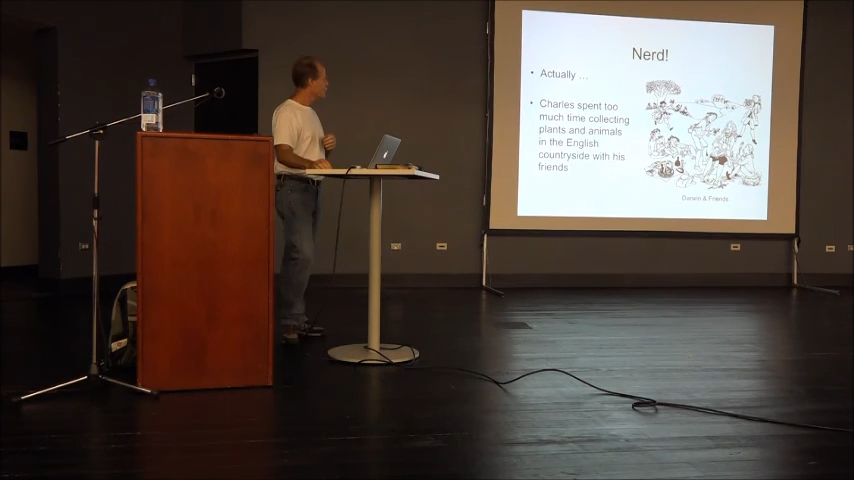 Nerd!
• Actually …
• Charles spent too
much time collecting
plants and animals
in the English
countryside with his
friends
Darwin & Friends